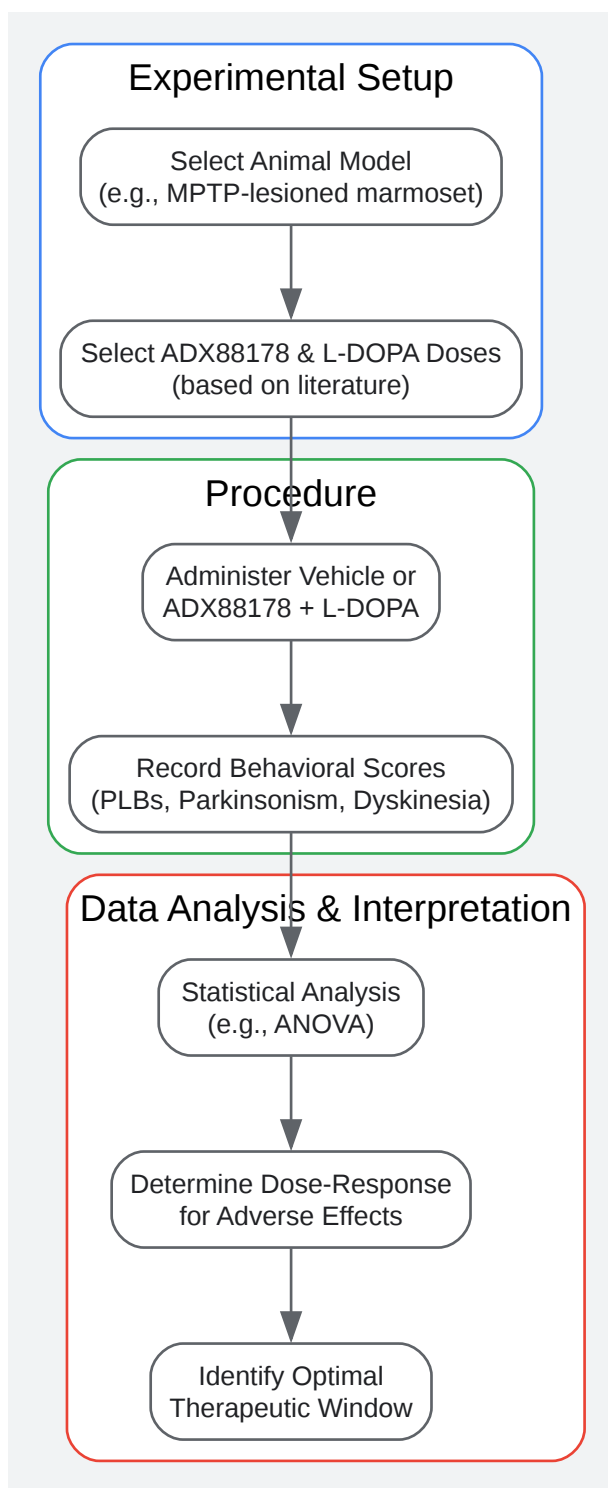 Experimental Setup
Select Animal Model
(e.g., MPTP-lesioned marmoset)
Select ADX88178 & L-DOPA Doses
(based on literature)
Procedure
Administer Vehicle or
ADX88178 + L-DOPA
Record Behavioral Scores
(PLBs, Parkinsonism, Dyskinesia)
Data Analysis & Interpretation
Statistical Analysis
(e.g., ANOVA)
Determine Dose-Response
for Adverse Effects
Identify Optimal
Therapeutic Window